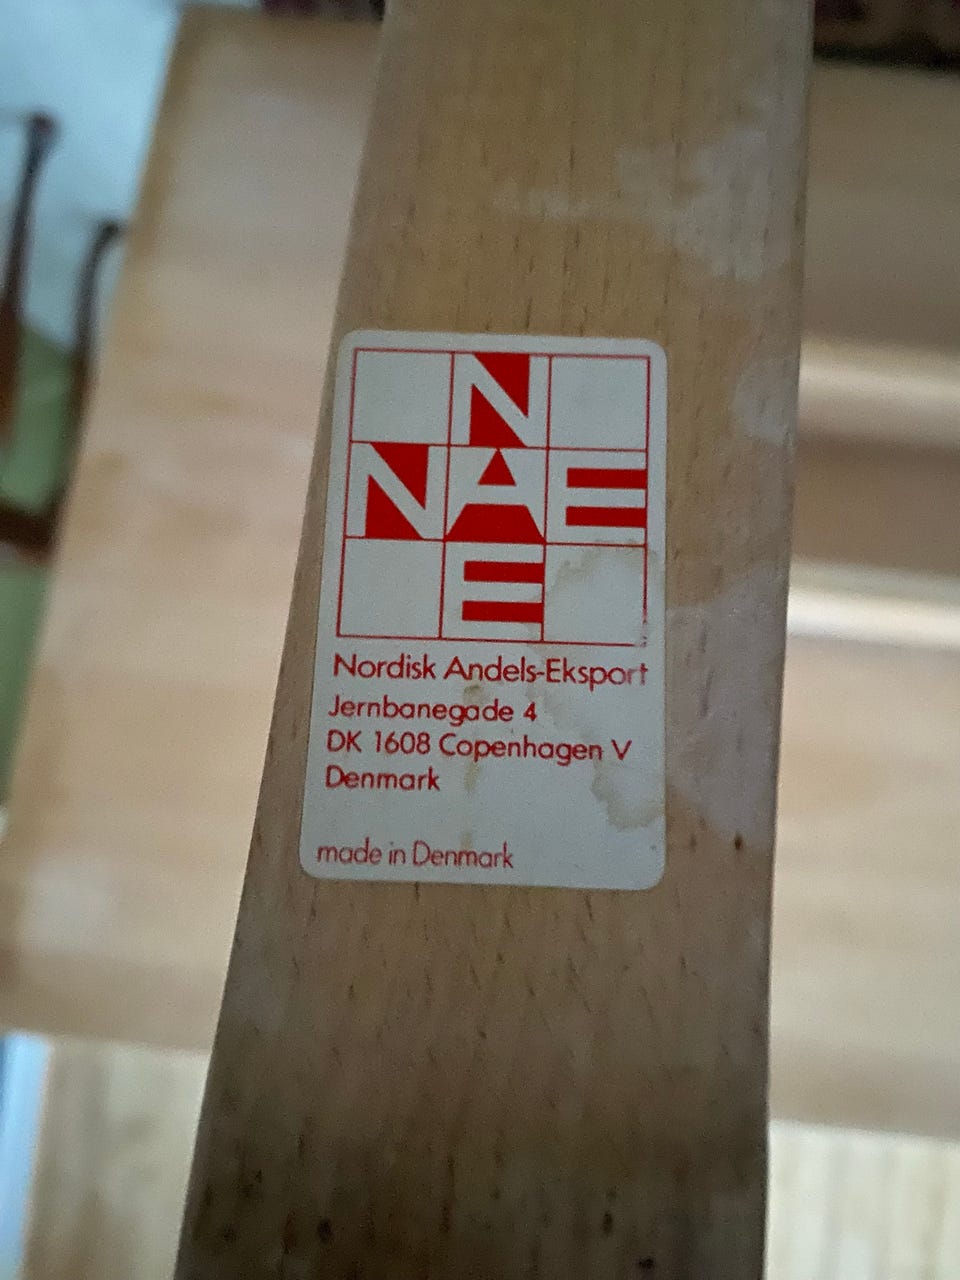 N
NAE
E
Nordisk Andels-Eksport
Jernbanegade 4
DK 1608 Copenhagen V
Denmark
made in Denmark